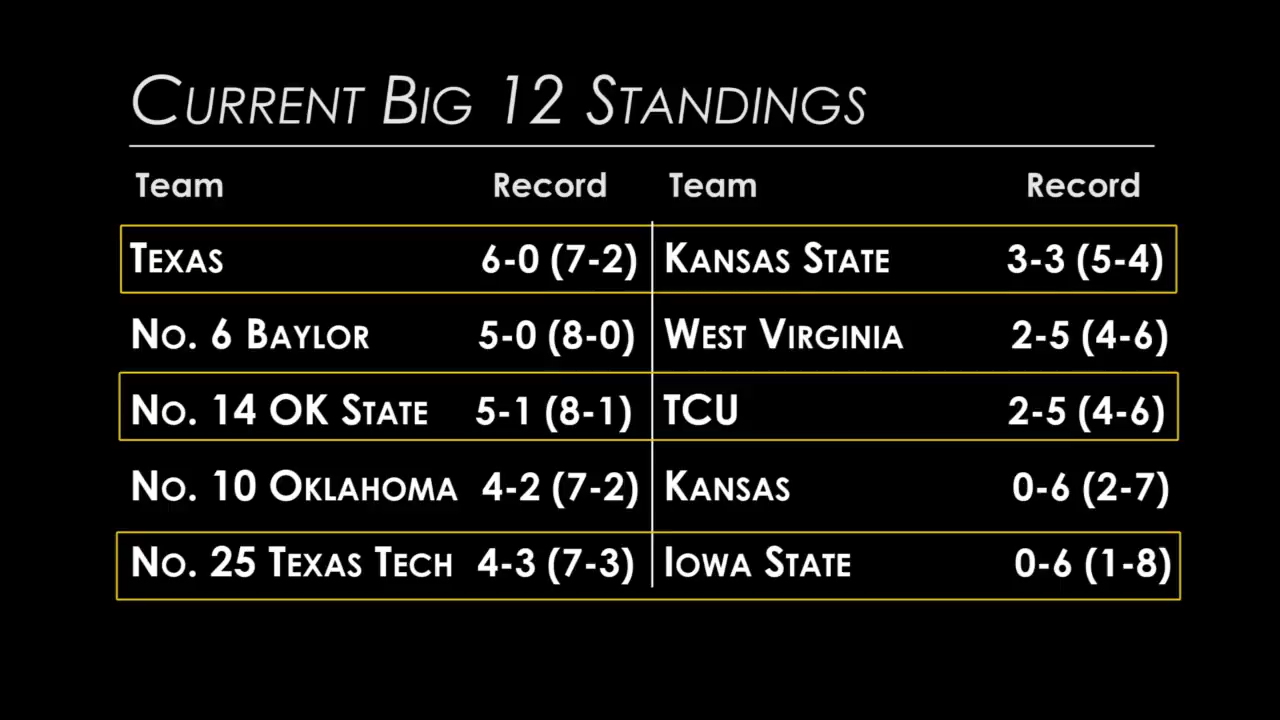 Current Big 12 Standings
Team Record Team Record
Texas 6-0 (7-2) Kansas State 3-3 (5-4)
No. 6 Baylor 5-0 (8-0) West Virginia 2-5 (4-6)
No. 14 OK State 5-1 (8-1) TCU 2-5 (4-6)
No. 10 Oklahoma 4-2 (7-2) Kansas 0-6 (2-7)
No. 25 Texas Tech 4-3 (7-3) Iowa State 0-6 (1-8)